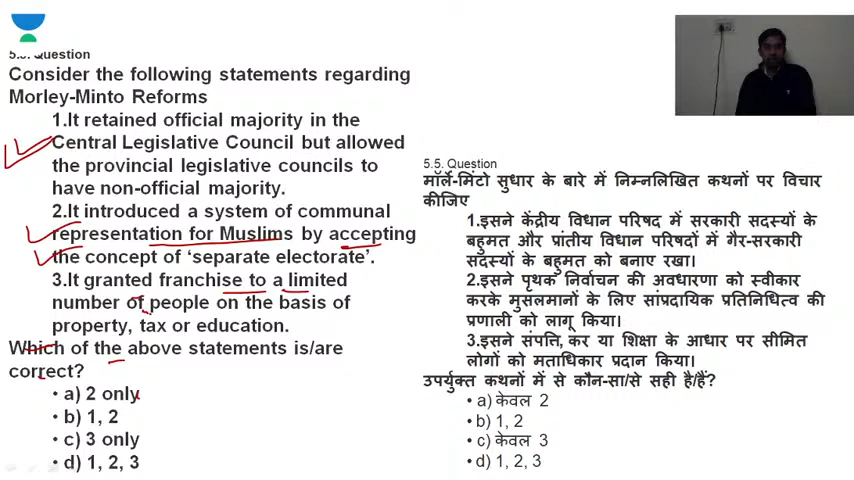 5.5. Question
Consider the following statements regarding
Morley-Minto Reforms
1.It retained official majority in the
Central Legislative Council but allowed
the provincial legislative councils to
have non-official majority.
2.It introduced a system of communal
representation for Muslims by accepting
the concept of ‘separate electorate’.
3.It granted franchise to a limited
number of people on the basis of
property, tax or education.
Which of the above statements is/are
correct?
• a) 2 only
• b) 1, 2
• c) 3 only
• d) 1, 2, 3
5.5. Question
मॉर्ले-मिंटो सुधार के बारे में निम्नलिखित कथनों पर विचार
कीजिए
1.इसने केंद्रीय विधान परिषद में सरकारी सदस्यों के
बहुमत और प्रांतीय विधान परिषदों में गैर-सरकारी
सदस्यों के बहुमत को बनाए रखा।
2.इसने पृथक निर्वाचन की अवधारणा को स्वीकार
करके मुसलमानों के लिए सांप्रदायिक प्रतिनिधित्व की
प्रणाली को लागू किया।
3.इसने संपत्ति, कर या शिक्षा के आधार पर सीमित
लोगों को मताधिकार प्रदान किया।
उपर्युक्त कथनों में से कौन-सा/से सही है/हैं?
• a) केवल 2
• b) 1, 2
• c) केवल 3
• d) 1, 2, 3